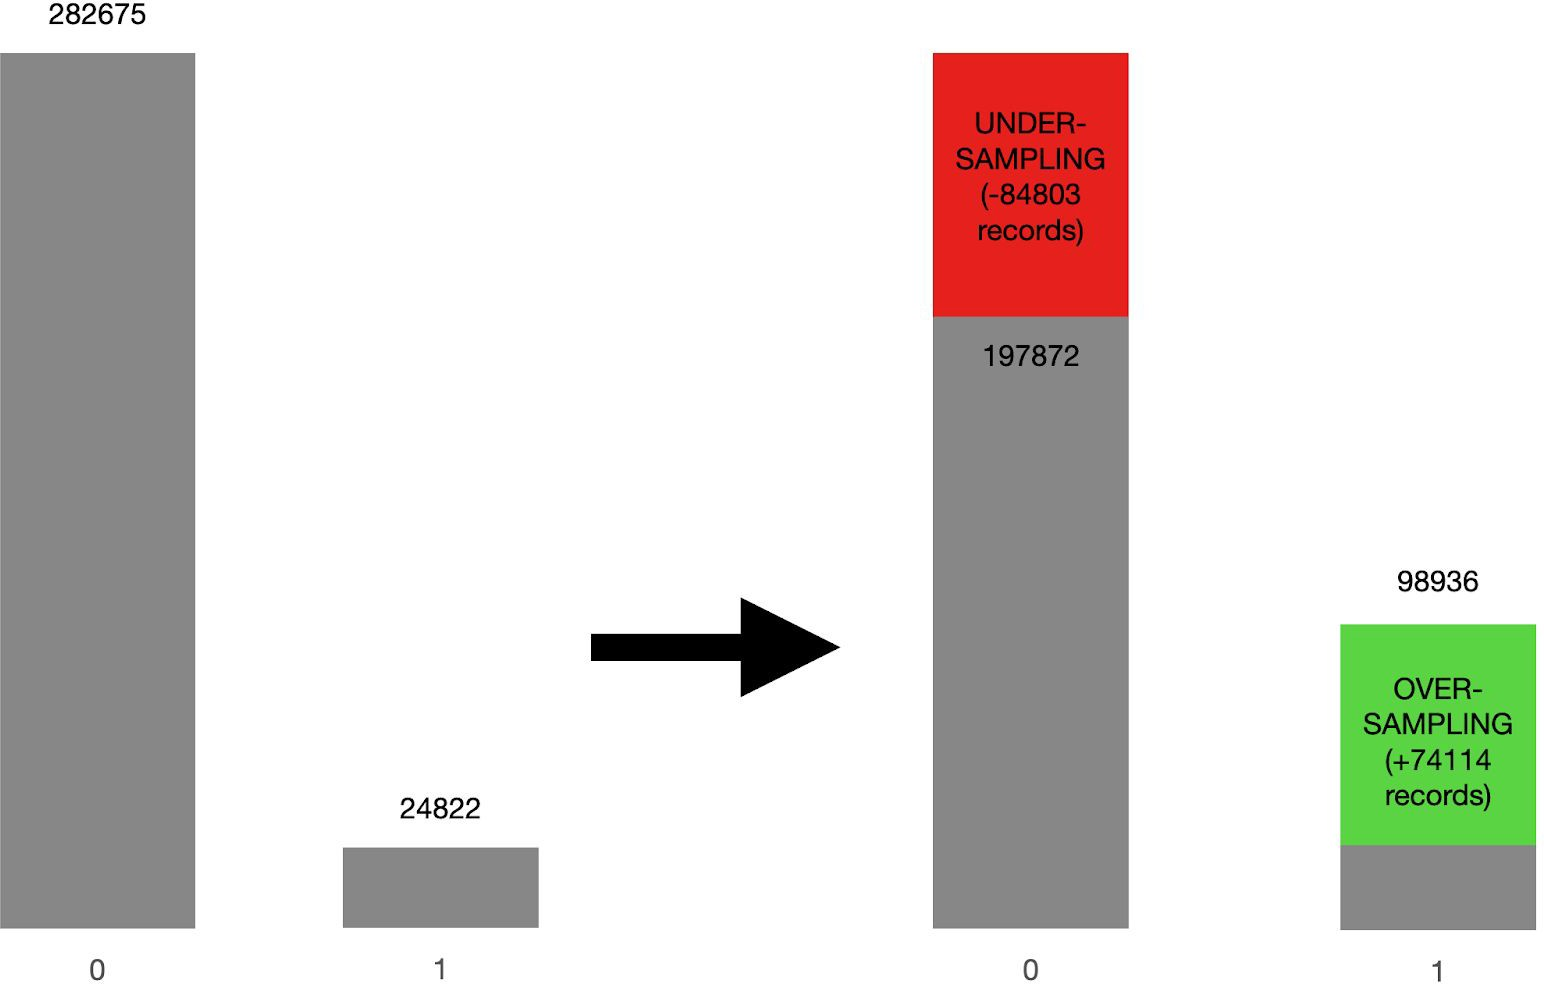 282675
24822
0
1
UNDER-
SAMPLING
(-84803
records)
197872
98936
OVER-
SAMPLING
(+74114
records)
0
1